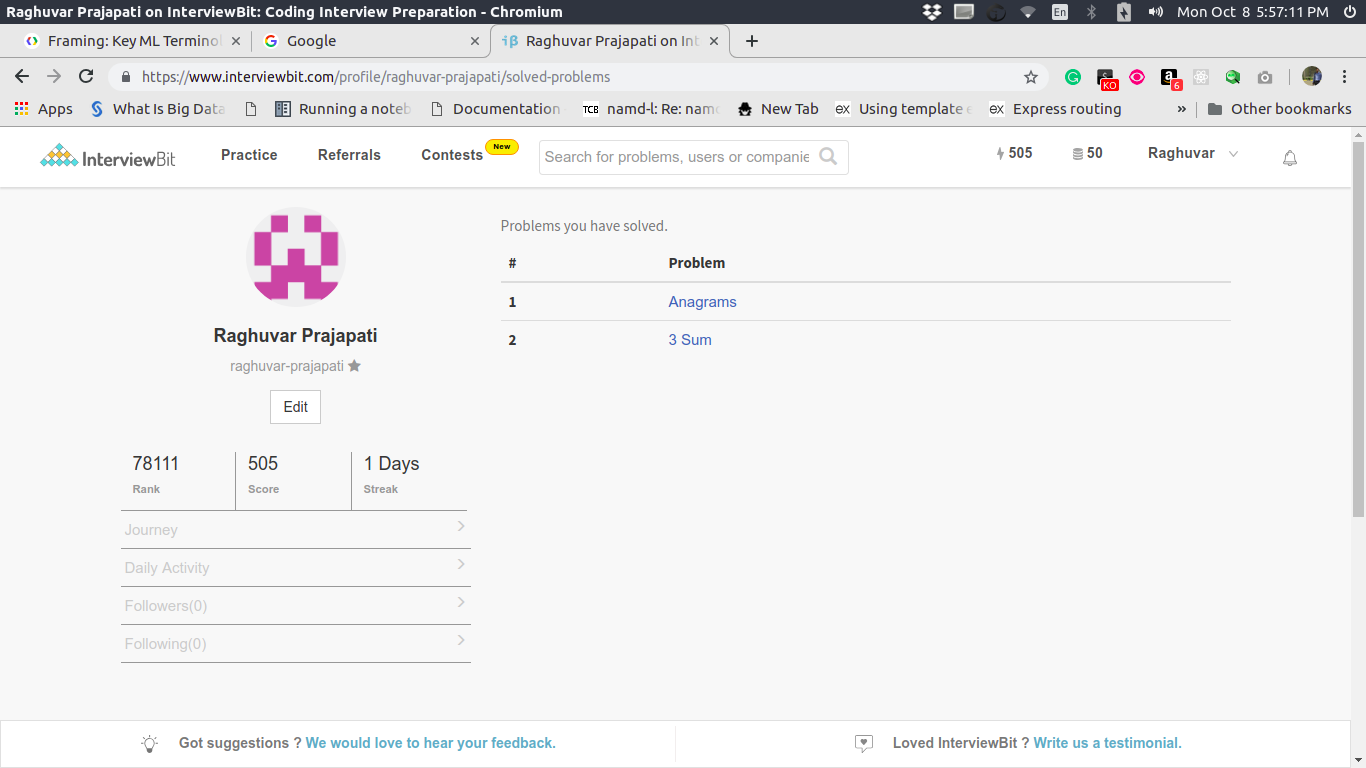 Raghuvar Prajapati on InterviewBit: Coding Interview Preparation - Chromium
En
Mon Oct 8 5:57:11 PM
Framing: Key ML Terminol
Google
iβ Raghuvar Prajapati on Int
https://www.interviewbit.com/profile/raghuvar-prajapati/solved-problems
KO
a 6
Apps
What Is Big Data
Running a noteb
Documentation
TCB namd-l: Re: namd
New Tab
ex Using template e
ex Express routing
»
Other bookmarks
InterviewBit
Practice
Referrals
Contests
New
Search for problems, users or companie
505
50
Raghuvar
Problems you have solved.
# Problem
1 Anagrams
2 3 Sum
Raghuvar Prajapati
raghuvar-prajapati
Edit
78111 505 1 Days
Rank Score Streak
Journey
Daily Activity
Followers(0)
Following(0)
Got suggestions ? We would love to hear your feedback.
Loved InterviewBit ? Write us a testimonial.